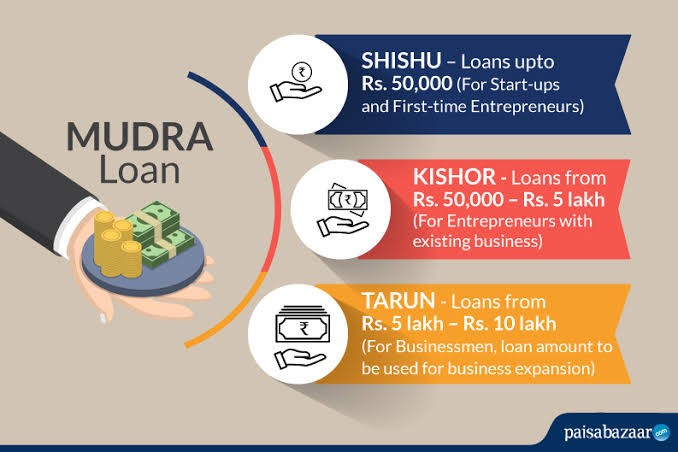 MUDRA
Loan
SHISHU – Loans upto
Rs. 50,000 (For Start-ups
and First-time Entrepreneurs)
KISHOR - Loans from
Rs. 50,000 – Rs. 5 lakh
(For Entrepreneurs with
existing business)
TARUN - Loans from
Rs. 5 lakh – Rs. 10 lakh
(For Businessmen, loan amount to
be used for business expansion)
₹
₹
₹
paisabazaar.com